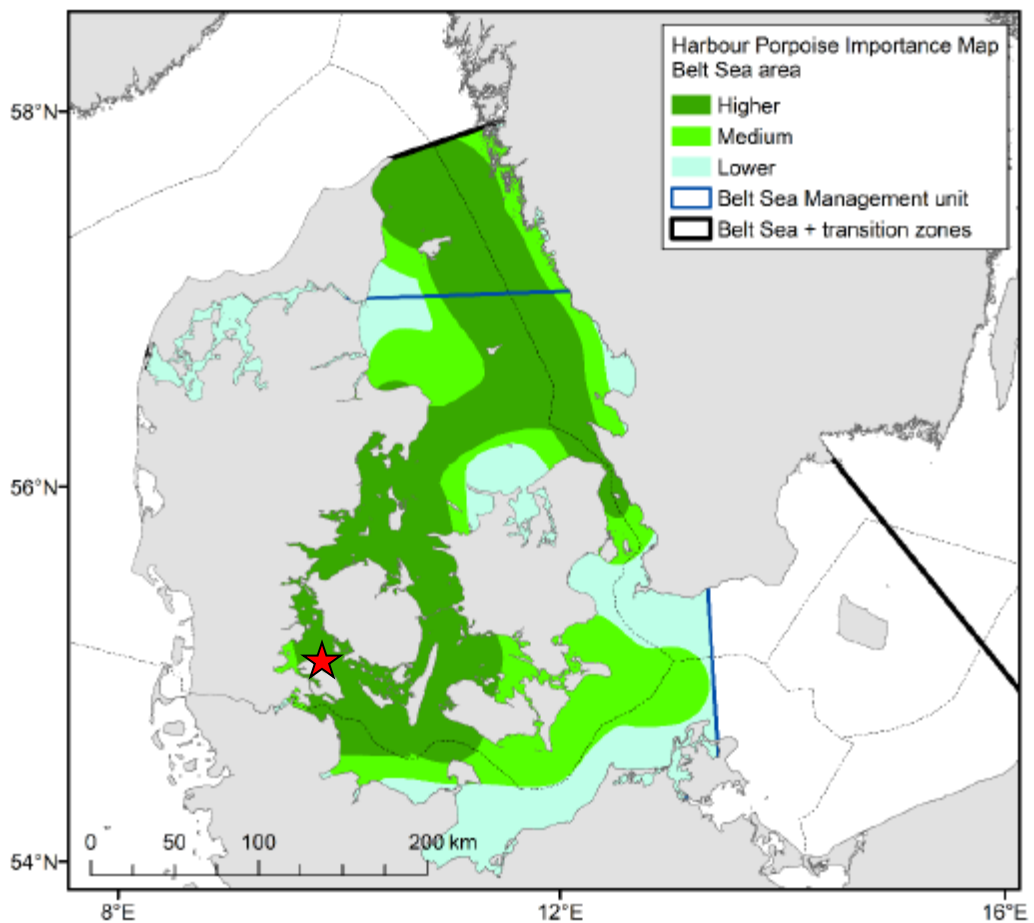 Harbour Porpoise Importance Map
Belt Sea area
Higher
Medium
Lower
Belt Sea Management unit
Belt Sea + transition zones
58°N
56°N
54°N
0 50 100 200 km
8°E 12°E 16°E